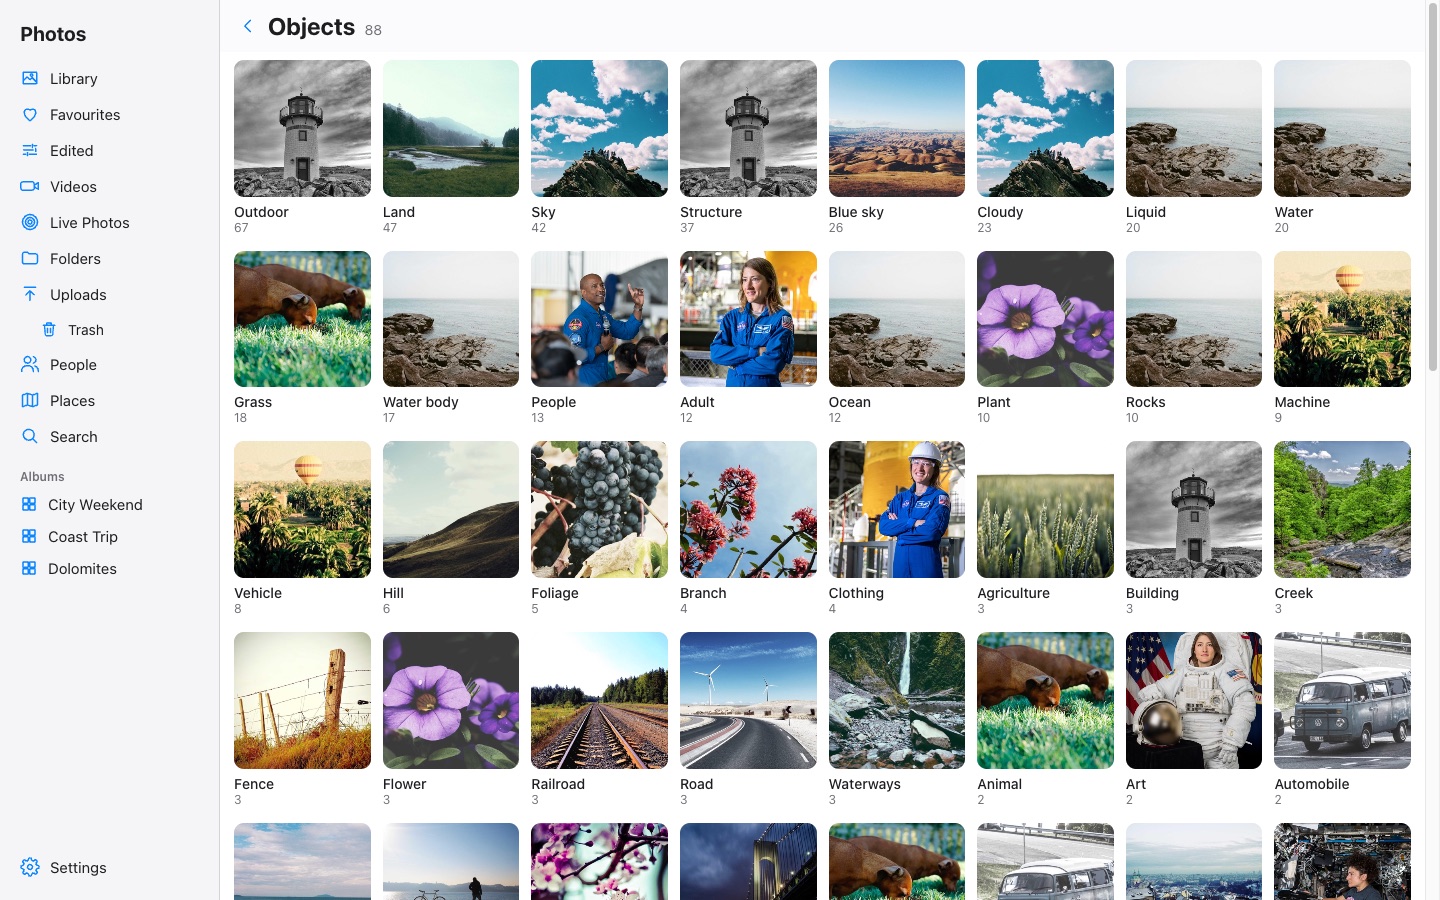 Photos
Library
Favourites
Edited
Videos
Live Photos
Folders
Uploads
Trash
People
Places
Search
Albums
City Weekend
Coast Trip
Dolomites
Settings
Objects 88
Outdoor
67
Land
47
Sky
42
Structure
37
Blue sky
26
Cloudy
23
Liquid
20
Water
20
Grass
18
Water body
17
People
13
Adult
12
Ocean
12
Plant
10
Rocks
10
Machine
9
Vehicle
8
Hill
6
Foliage
5
Branch
4
Clothing
4
Agriculture
3
Building
3
Creek
3
Fence
3
Flower
3
Railroad
3
Road
3
Waterways
3
Animal
2
Art
2
Automobile
2